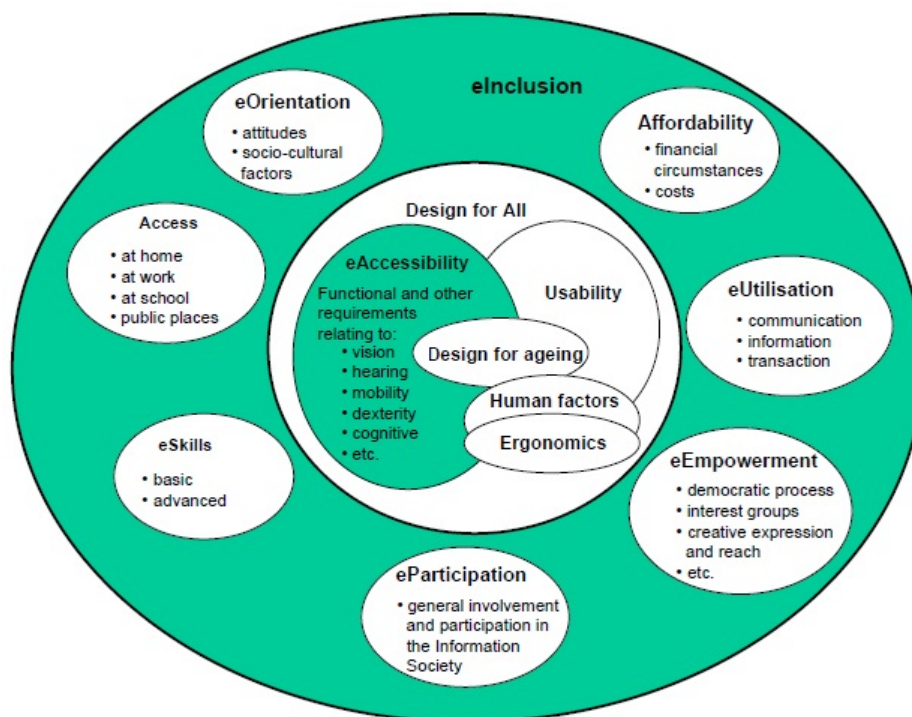 eInclusion
eOrientation
• attitudes
• socio-cultural
factors
Affordability
• financial
circumstances
• costs
Access
• at home
• at work
• at school
• public places
Design for All
eAccessibility
Functional and other
requirements
relating to:
• vision
• hearing
• mobility
• dexterity
• cognitive
• etc.
Usability
Design for ageing
Human factors
Ergonomics
eUtilisation
• communication
• information
• transaction
eSkills
• basic
• advanced
eEmpowerment
• democratic process
• interest groups
• creative expression
and reach
• etc.
eParticipation
• general involvement
and participation in
the Information
Society